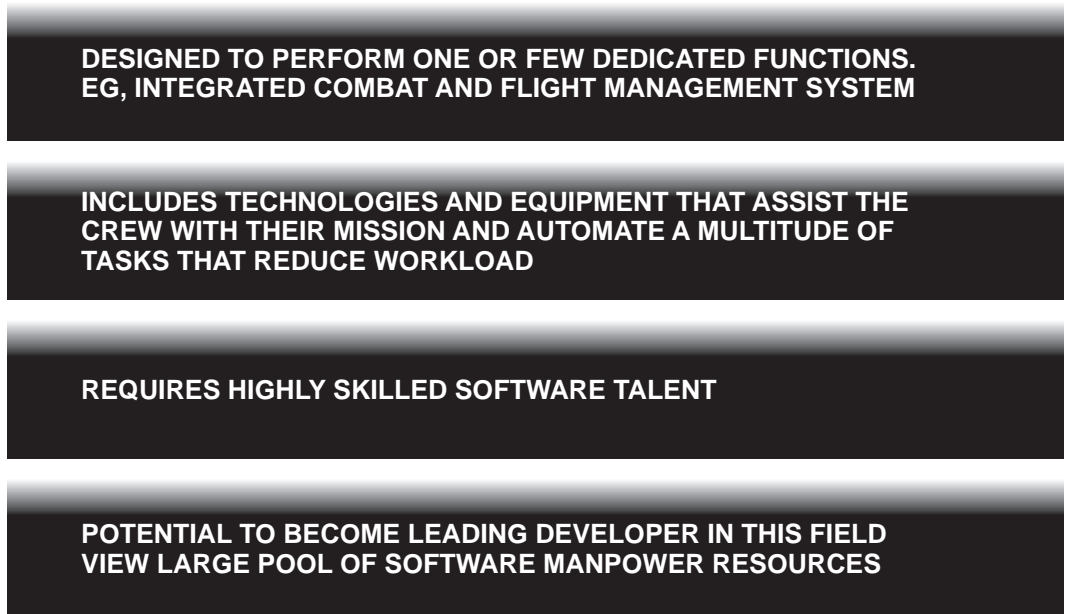 DESIGNED TO PERFORM ONE OR FEW DEDICATED FUNCTIONS.
EG, INTEGRATED COMBAT AND FLIGHT MANAGEMENT SYSTEM
INCLUDES TECHNOLOGIES AND EQUIPMENT THAT ASSIST THE
CREW WITH THEIR MISSION AND AUTOMATE A MULTITUDE OF
TASKS THAT REDUCE WORKLOAD
REQUIRES HIGHLY SKILLED SOFTWARE TALENT
POTENTIAL TO BECOME LEADING DEVELOPER IN THIS FIELD
VIEW LARGE POOL OF SOFTWARE MANPOWER RESOURCES